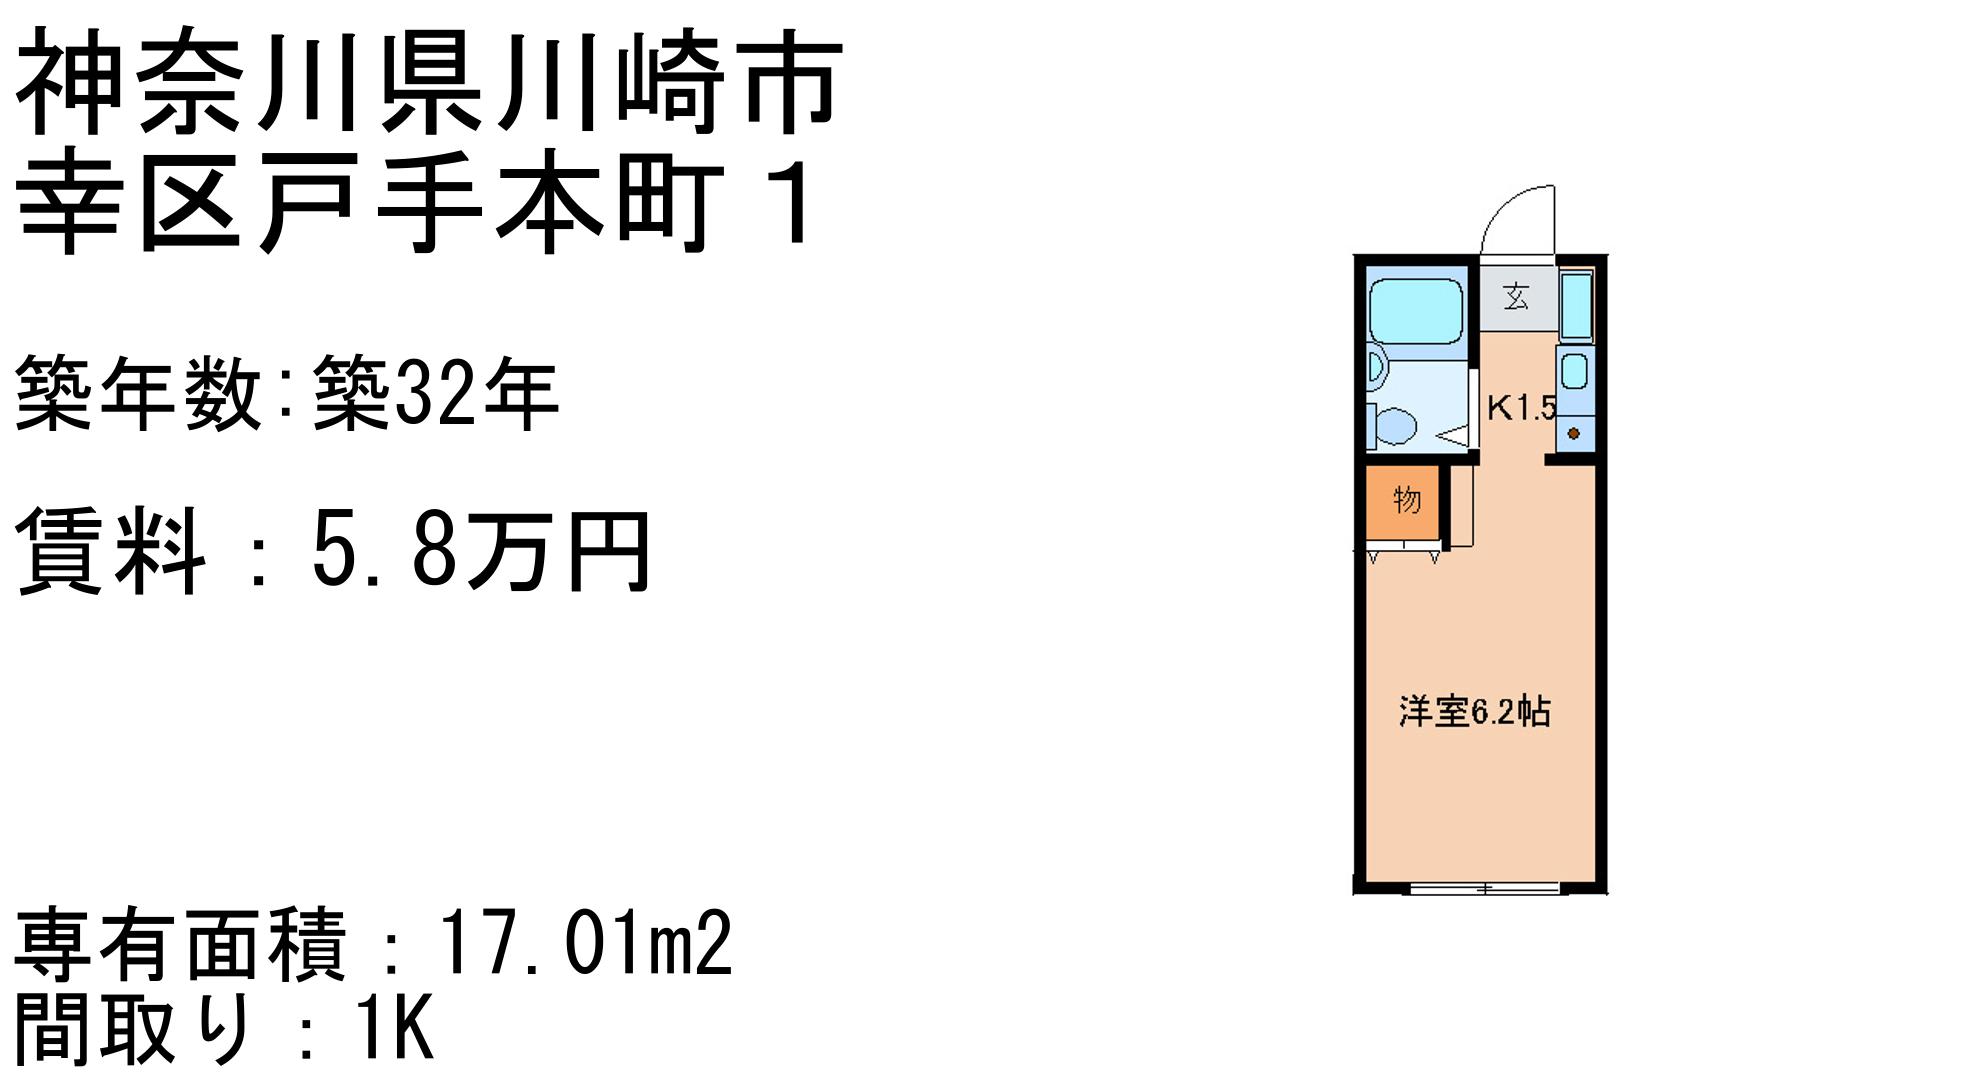 神奈川県川崎市
幸区戸手本町１
築年数:築32年
賃料：5.8万円
専有面積：17.01m2
間取り：1K
玄
K1.5
物
洋室6.2帖